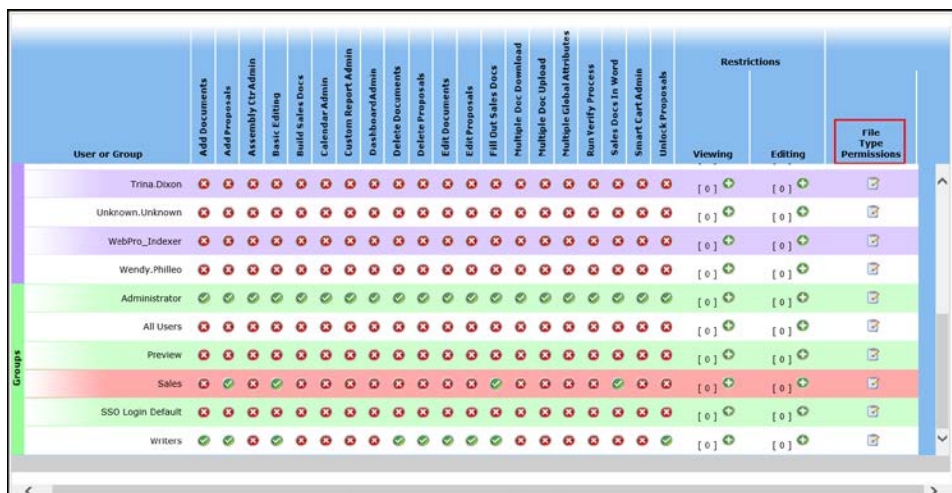 User or Group
Add Documents
Add Proposals
Assembly Ctr Admin
Basic Editing
Build Sales Docs
Calendar Admin
Custom Report Admin
Dashboard Admin
Delete Documents
Delete Proposals
Edit Documents
Edit Proposals
Fill Out Sales Docs
Multiple Doc Download
Multiple Doc Upload
Multiple Global Attributes
Run Verify Process
Sales Docs In Word
Smart Cart Admin
Unlock Proposals
Restrictions
Viewing
Editing
File
Type
Permissions
Trina.Dixon [ 0 ] [ 0 ]
Unknown.Unknown [ 0 ] [ 0 ]
WebPro_Indexer [ 0 ] [ 0 ]
Wendy.Philleo [ 0 ] [ 0 ]
Groups
Administrator [ 0 ] [ 0 ]
All Users [ 0 ] [ 0 ]
Preview [ 0 ] [ 0 ]
Sales [ 0 ] [ 0 ]
SSO Login Default [ 0 ] [ 0 ]
Writers [ 0 ] [ 0 ]